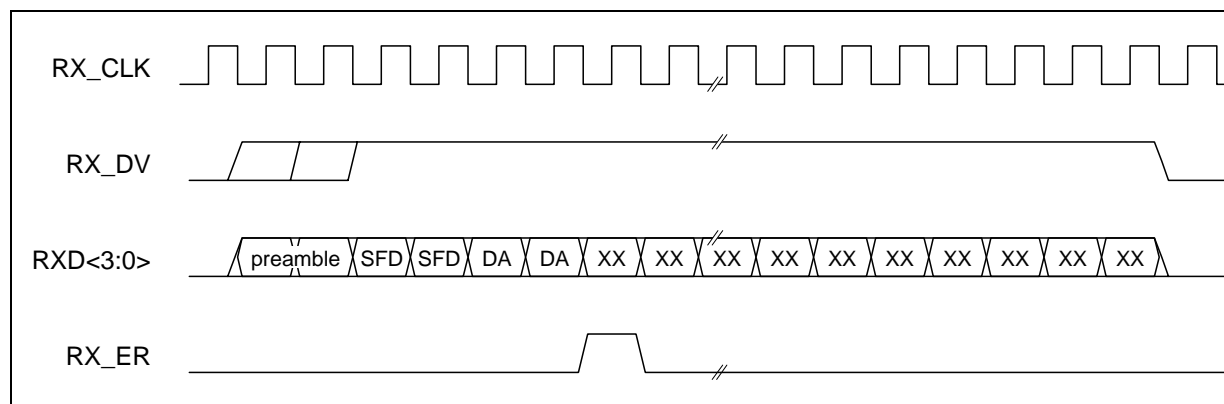 RX_CLK
RX_DV
RXD<3:0> preamble SFD SFD DA DA XX XX XX XX XX XX XX XX XX XX
RX_ER